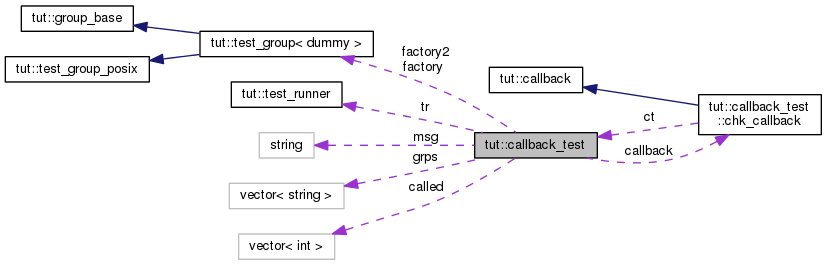 tut::group_base
tut::test_group< dummy >
tut::test_group_posix
factory2
factory
tut::callback
tut::test_runner
tr
tut::callback_test
::chk_callback
ct
string
msg
tut::callback_test
callback
grps
vector< string >
called
vector< int >